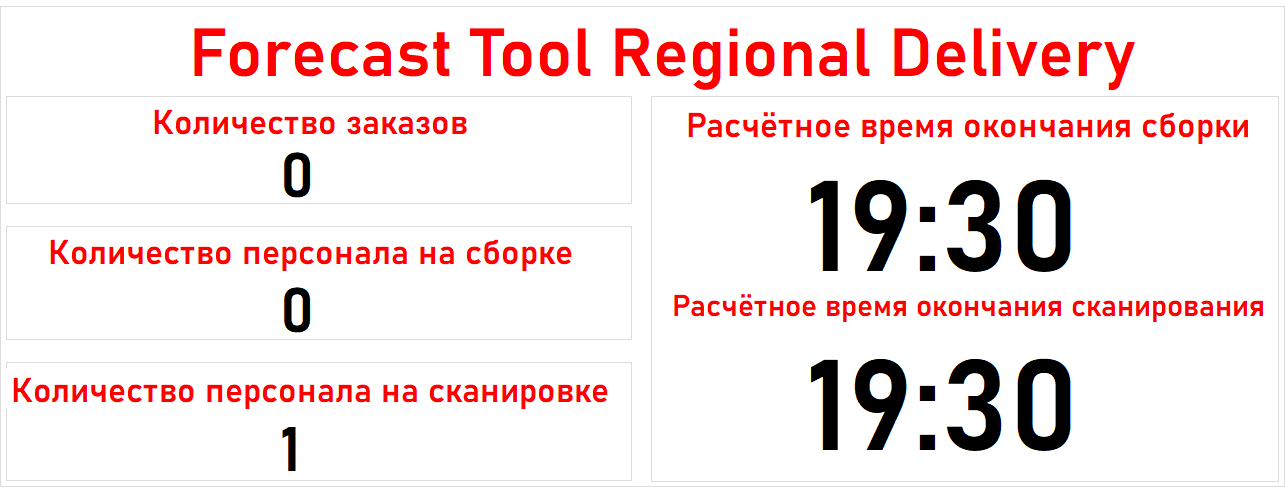 Forecast Tool Regional Delivery
Количество заказов
0
Количество персонала на сборке
0
Количество персонала на сканировке
1
Расчётное время окончания сборки
19:30
Расчётное время окончания сканирования
19:30